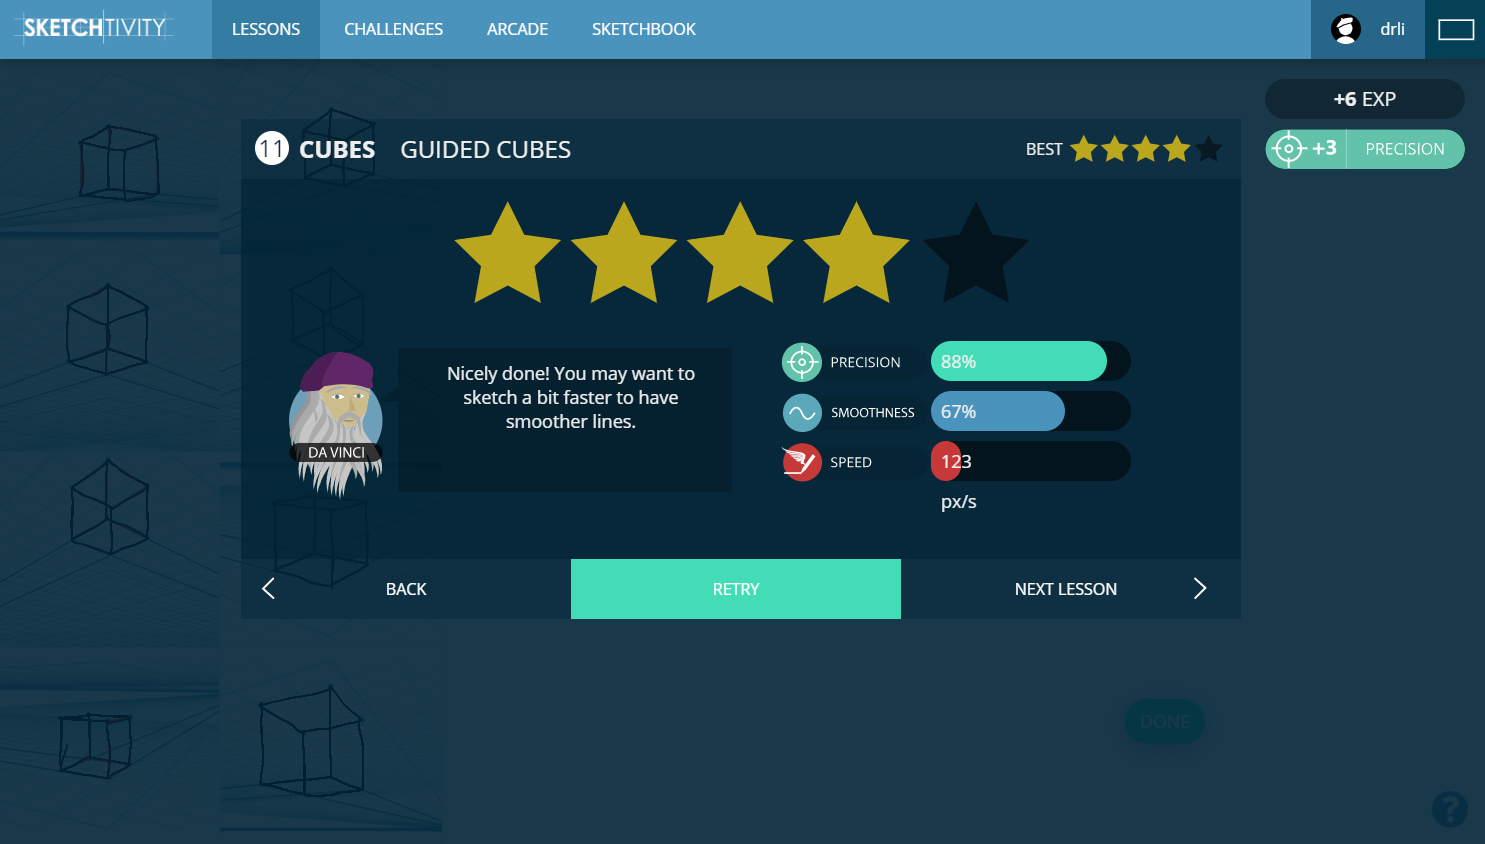 SKETCHTIVITY
LESSONS
CHALLENGES
ARCADE
SKETCHBOOK
drli
+6 EXP
+3 PRECISION
11 CUBES GUIDED CUBES
BEST
Nicely done! You may want to
sketch a bit faster to have
smoother lines.
DA VINCI
PRECISION 88%
SMOOTHNESS 67%
SPEED 123
px/s
BACK
RETRY
NEXT LESSON
DONE
?